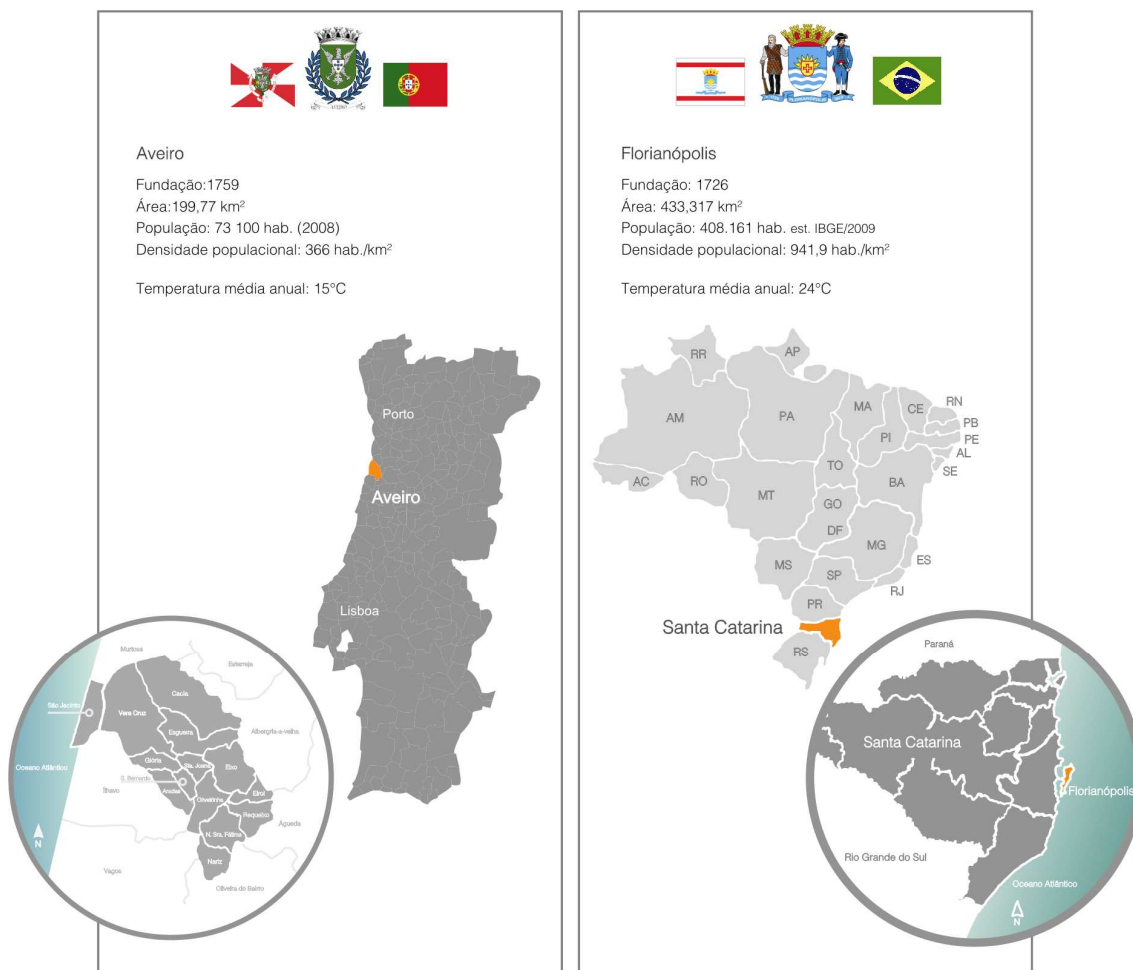 Aveiro
Fundação:1759
Área:199,77 km²
População: 73 100 hab. (2008)
Densidade populacional: 366 hab./km²
Temperatura média anual: 15°C
Porto
Aveiro
Lisboa
Murtosa
Estarreja
Cacia
São Jacinto
Vera Cruz
Esgueira
Albergria-a-velha
Glória
Sta. Joana
Eixo
Oceano Atlântico
S. Bernardo
Ílhavo
Aradas
Oliveirinha
Eirol
Requeixo
Águeda
N. Sra. Fátima
N
Nariz
Vagos
Oliveira do Bairro
Florianópolis
Fundação: 1726
Área: 433,317 km²
População: 408.161 hab. est. IBGE/2009
Densidade populacional: 941,9 hab./km²
Temperatura média anual: 24°C
RR
AP
AM
PA
MA
CE
RN
PB
PI
PE
AL
TO
SE
AC
RO
MT
BA
GO
DF
MG
ES
MS
SP
RJ
PR
Santa Catarina
RS
Paraná
Santa Catarina
Florianópolis
Rio Grande do Sul
Oceano Atlântico
N